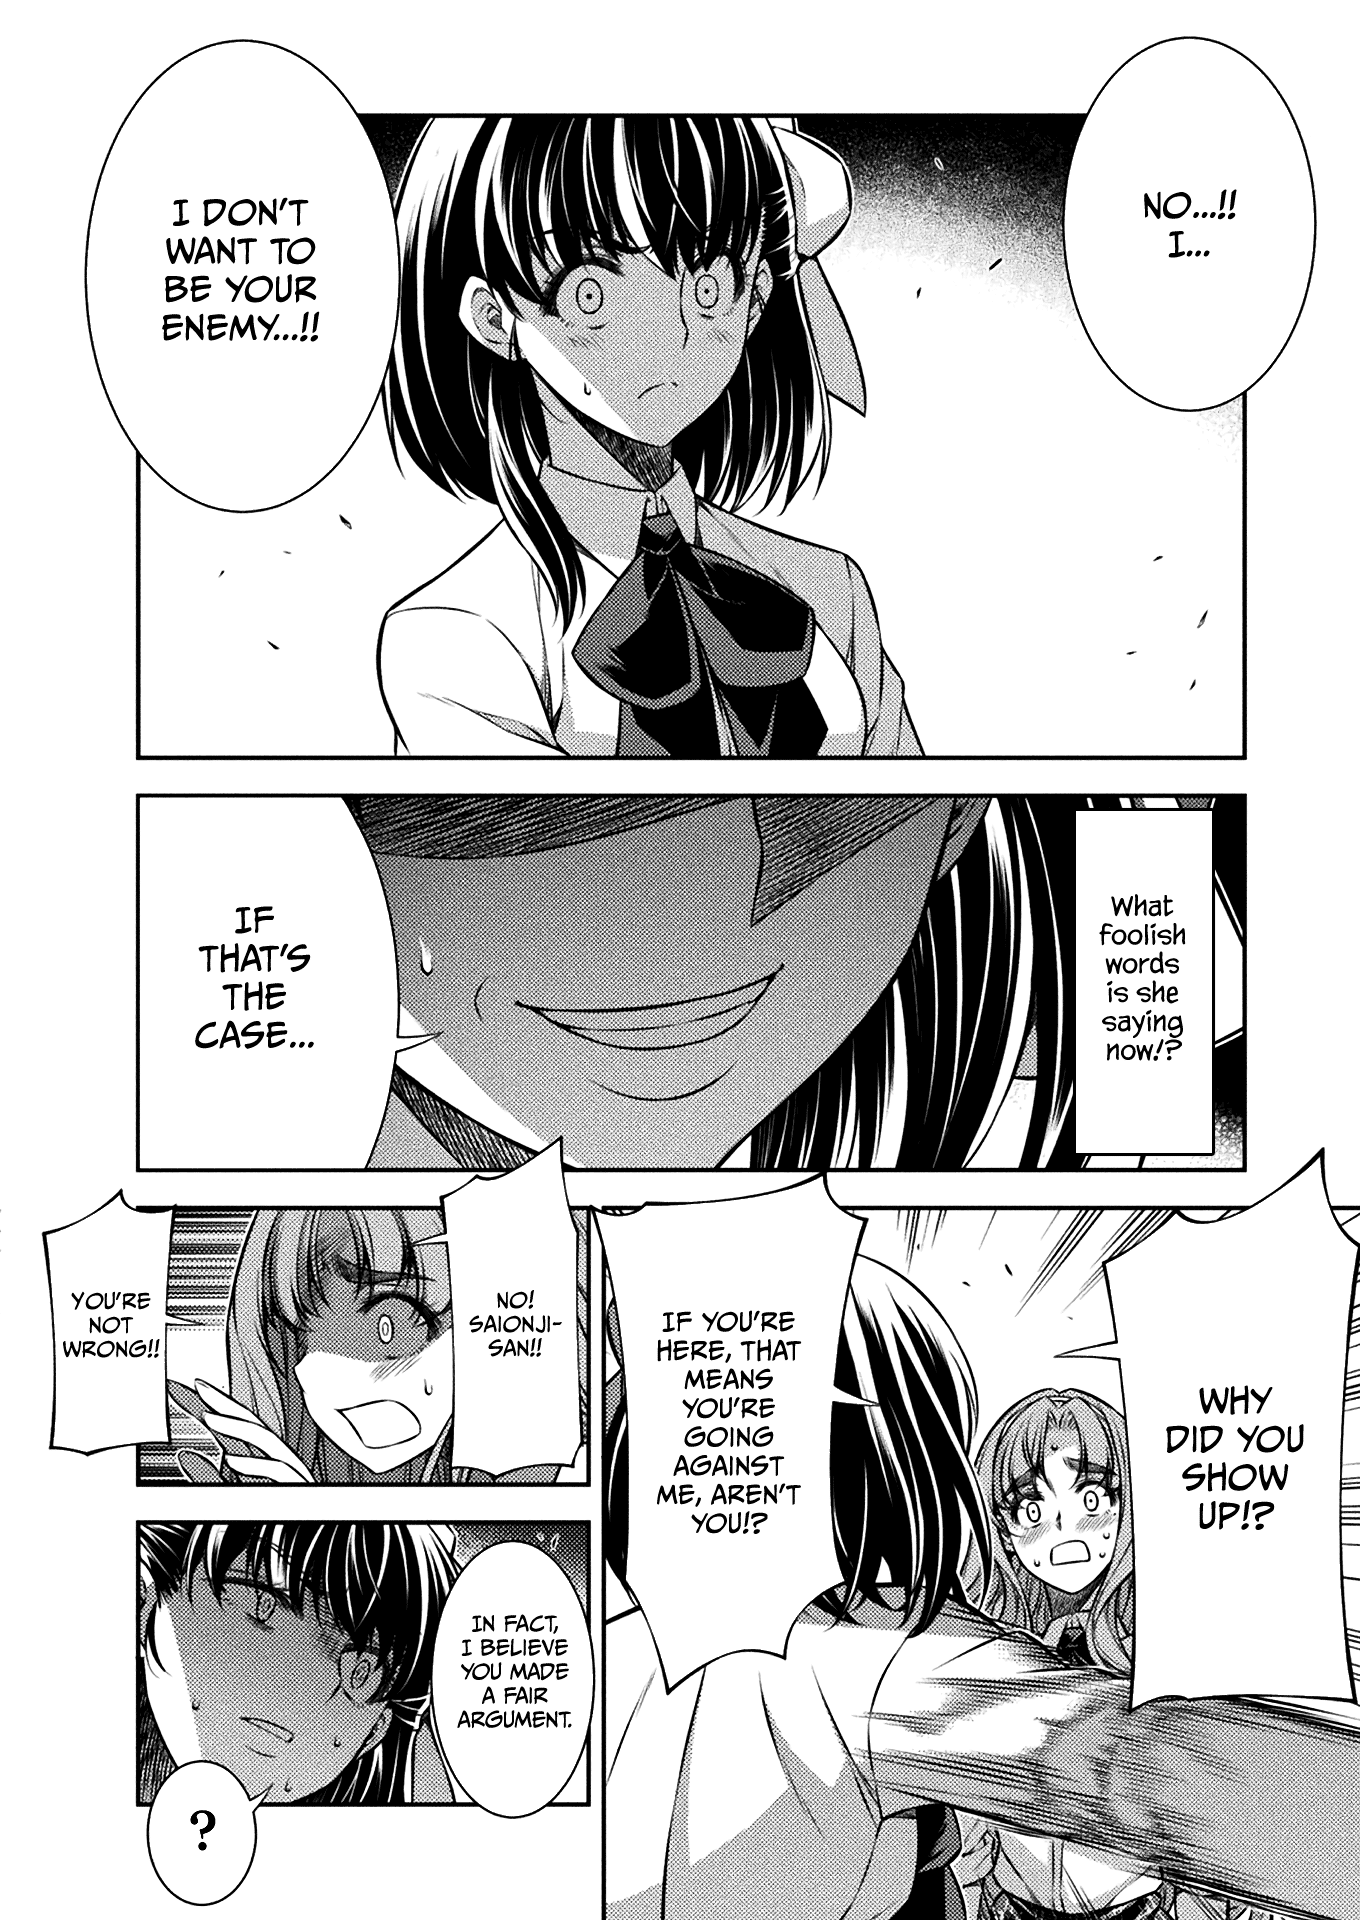 NO...!!
I...
I DON'T
WANT TO
BE YOUR
ENEMY...!!
What
foolish
words
is she
saying
now!?
IF
THAT'S
THE
CASE...
WHY
DID YOU
SHOW
UP!?
IF YOU'RE
HERE, THAT
MEANS
YOU'RE
GOING
AGAINST
ME, AREN'T
YOU!?
NO!
SAIONJI-
SAN!!
YOU'RE
NOT
WRONG!!
IN FACT,
I BELIEVE
YOU MADE
A FAIR
ARGUMENT.
?